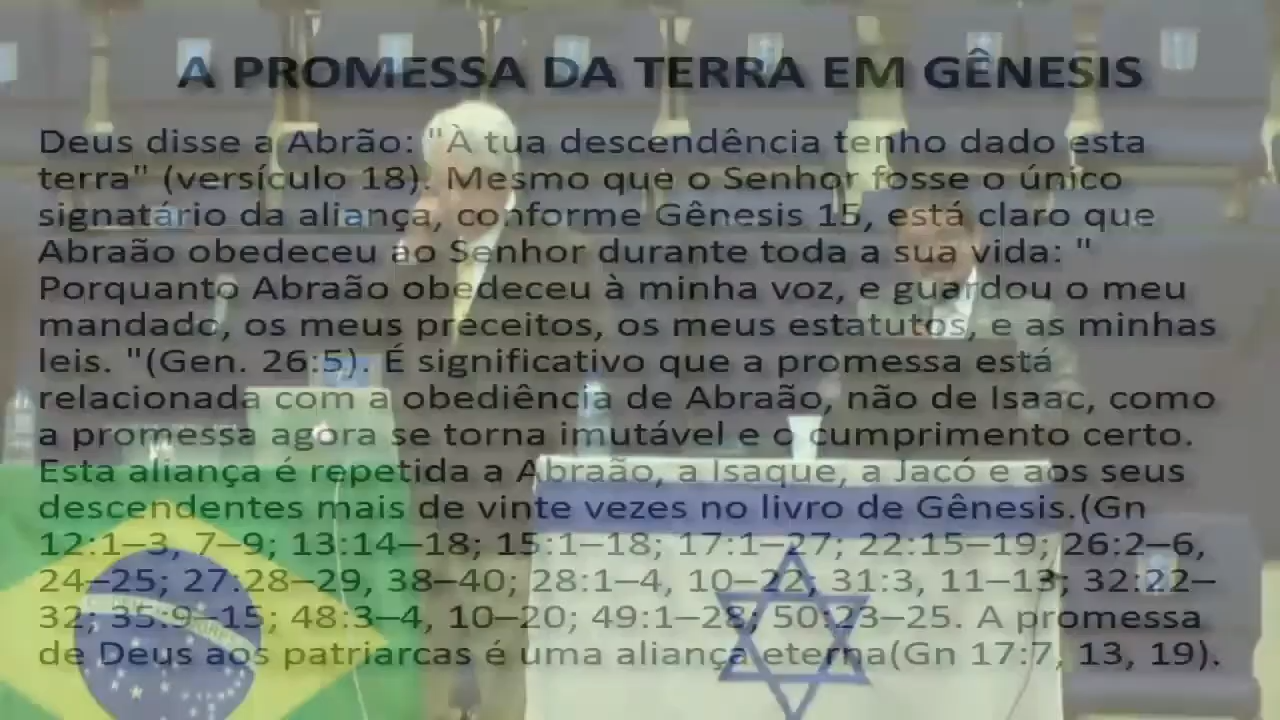 A PROMESSA DA TERRA EM GÊNESIS
Deus disse a Abrão: "À tua descendência tenho dado esta
terra" (versículo 18). Mesmo que o Senhor fosse o único
signatário da aliança, conforme Gênesis 15, está claro que
Abraão obedeceu ao Senhor durante toda a sua vida: "
Porquanto Abraão obedeceu à minha voz, e guardou o meu
mandado, os meus preceitos, os meus estatutos, e as minhas
leis. "(Gen. 26:5). É significativo que a promessa está
relacionada com a obediência de Abraão, não de Isaac, como
a promessa agora se torna imutável e o cumprimento certo.
Esta aliança é repetida a Abraão, a Isaque, a Jacó e aos seus
descendentes mais de vinte vezes no livro de Gênesis.(Gn
12:1–3, 7–9; 13:14–18; 15:1–18; 17:1–27; 22:15–19; 26:2–6,
24–25; 27:28–29, 38–40; 28:1–4, 10–22; 31:3, 11–13; 32:22–
32; 35:9–15; 48:3–4, 10–20; 49:1–28; 50:23–25. A promessa
de Deus aos patriarcas é uma aliança eterna(Gn 17:7, 13, 19).